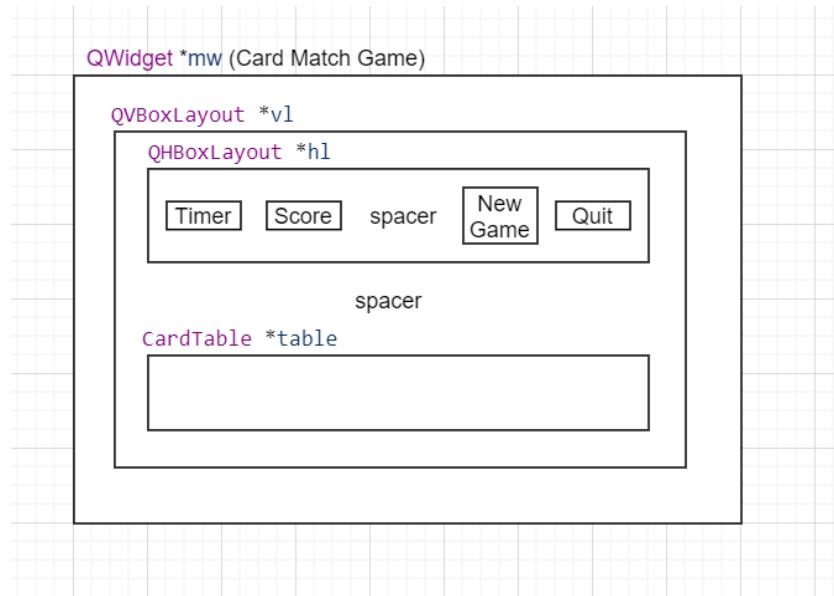 QWidget *mw (Card Match Game)
QVBoxLayout *vl
QHBoxLayout *hl
Timer
Score
spacer
New
Game
Quit
spacer
CardTable *table